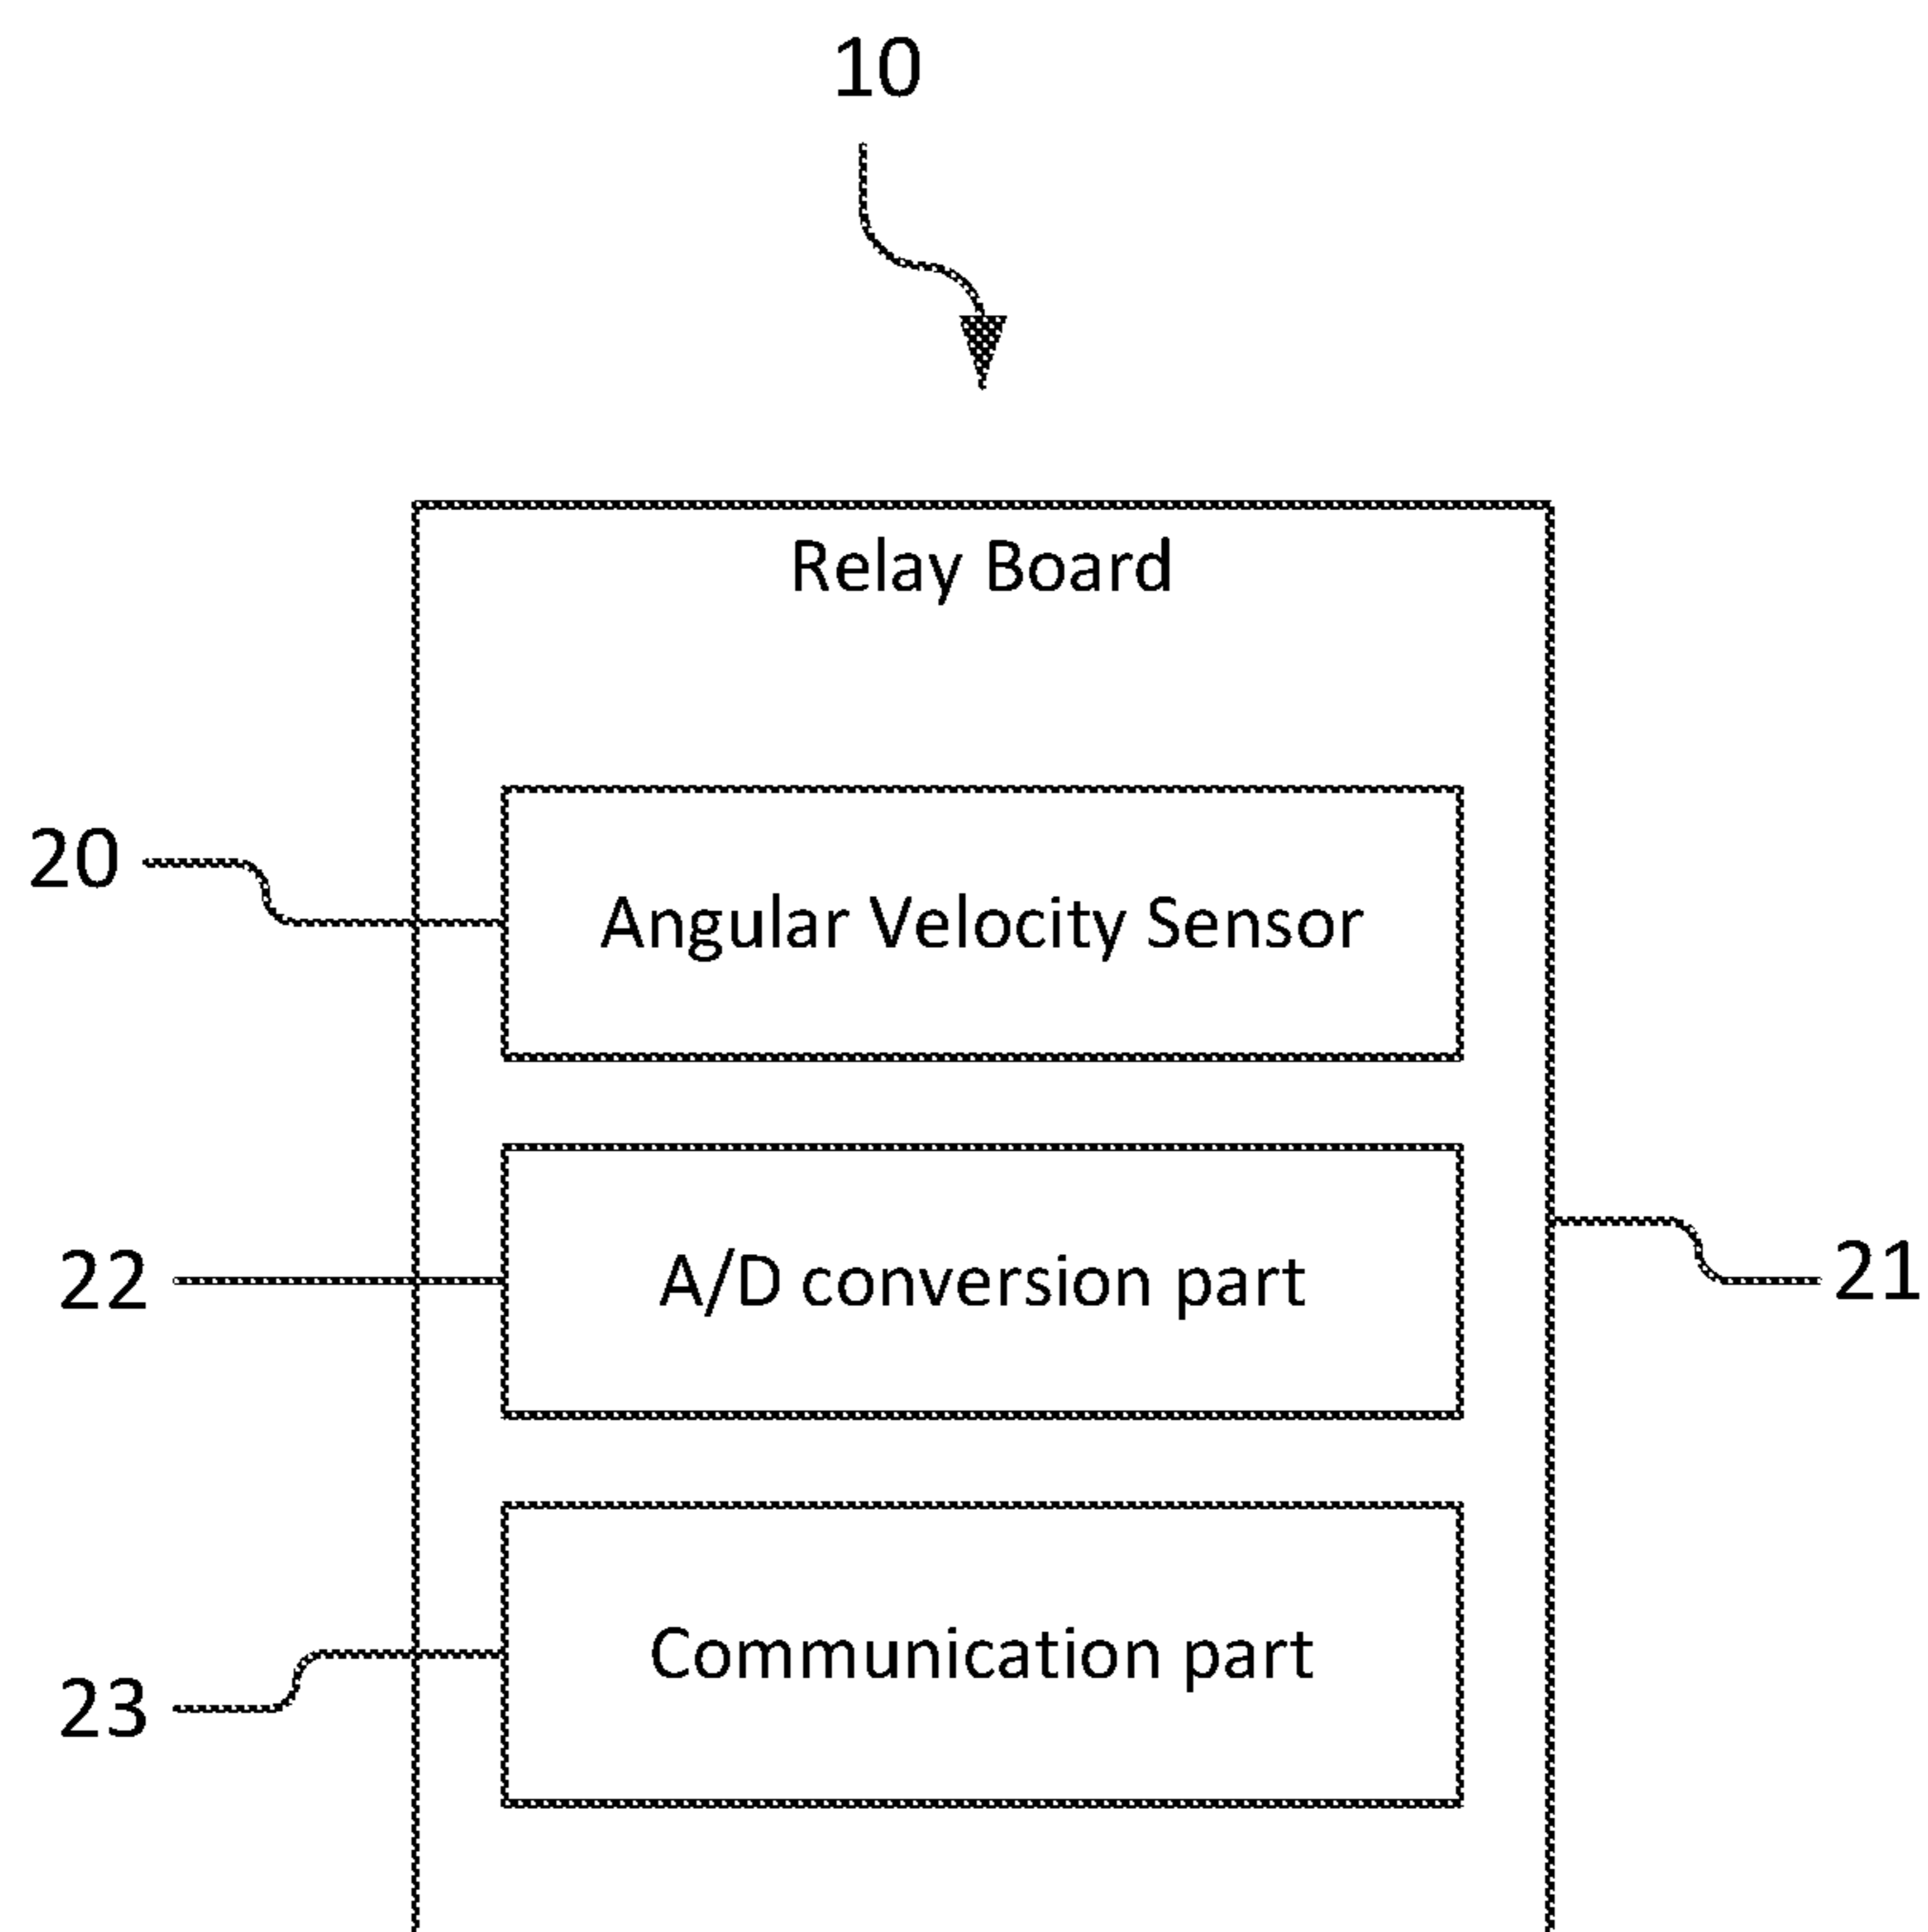 10
Relay Board
20
Angular Velocity Sensor
22
A/D conversion part
21
Communication part
23